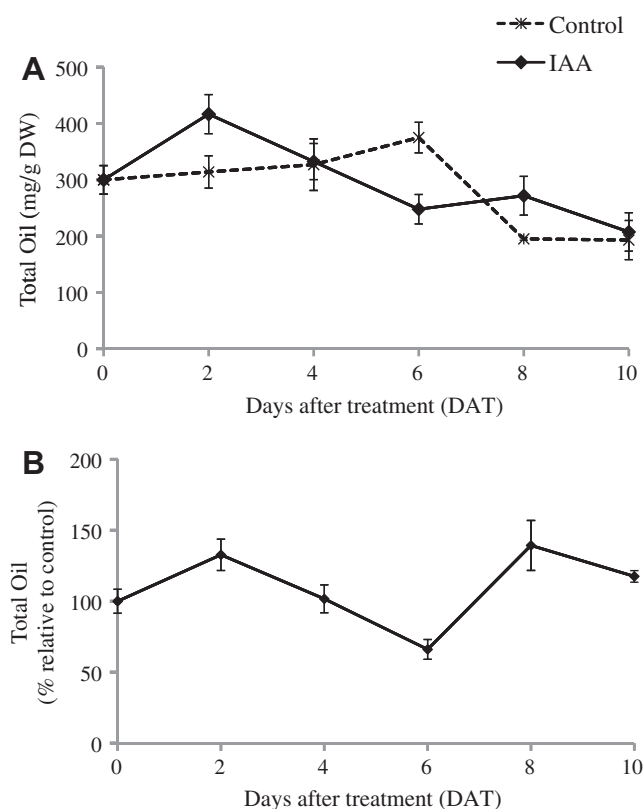 Control
IAA
A
500
400
300
200
100
0
Total Oil (mg/g DW)
0 2 4 6 8 10
Days after treatment (DAT)
B
200
150
100
50
0
Total Oil
(% relative to control)
0 2 4 6 8 10
Days after treatment (DAT)